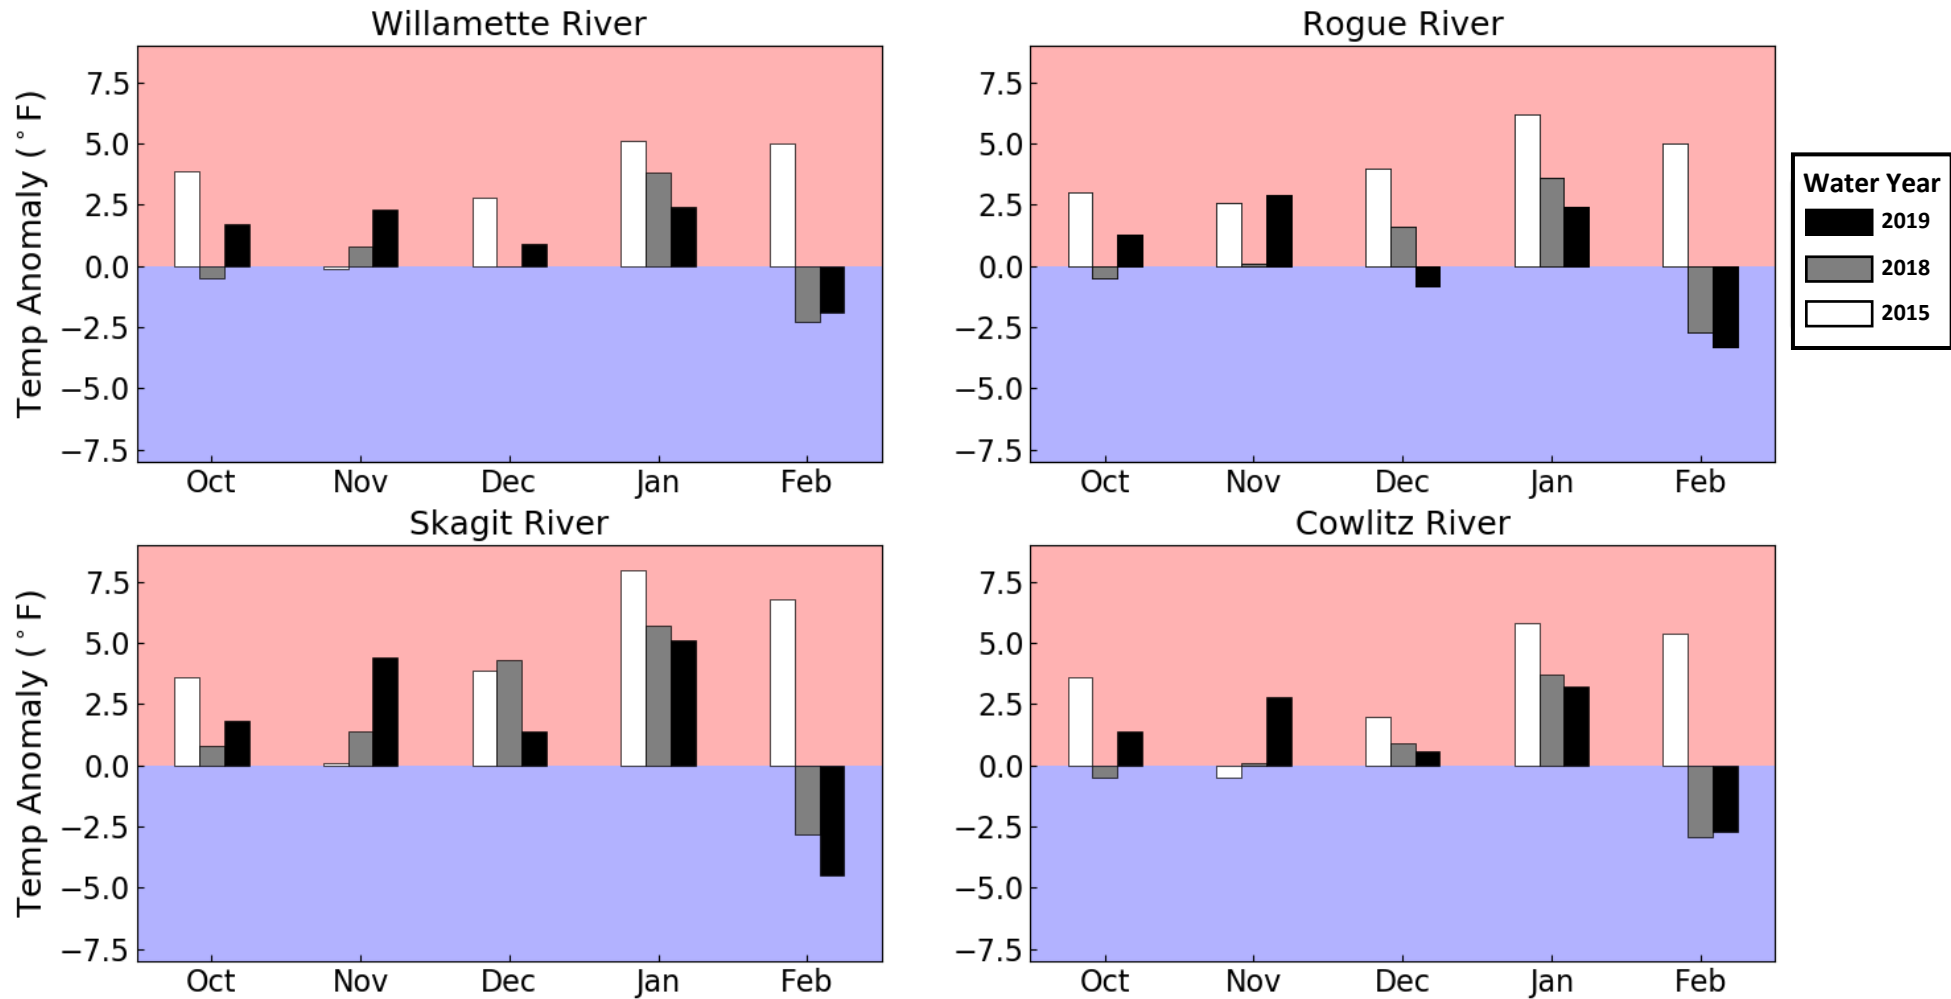 Willamette River
Temp Anomaly (°F)
7.5
5.0
2.5
0.0
−2.5
−5.0
−7.5
Oct Nov Dec Jan Feb
Rogue River
7.5
5.0
2.5
0.0
−2.5
−5.0
−7.5
Oct Nov Dec Jan Feb
Water Year
2019
2018
2015
Skagit River
Temp Anomaly (°F)
7.5
5.0
2.5
0.0
−2.5
−5.0
−7.5
Oct Nov Dec Jan Feb
Cowlitz River
7.5
5.0
2.5
0.0
−2.5
−5.0
−7.5
Oct Nov Dec Jan Feb